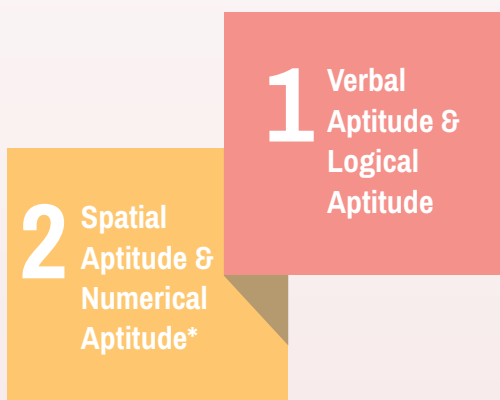 1
Verbal
Aptitude &
Logical
Aptitude
2
Spatial
Aptitude &
Numerical
Aptitude*